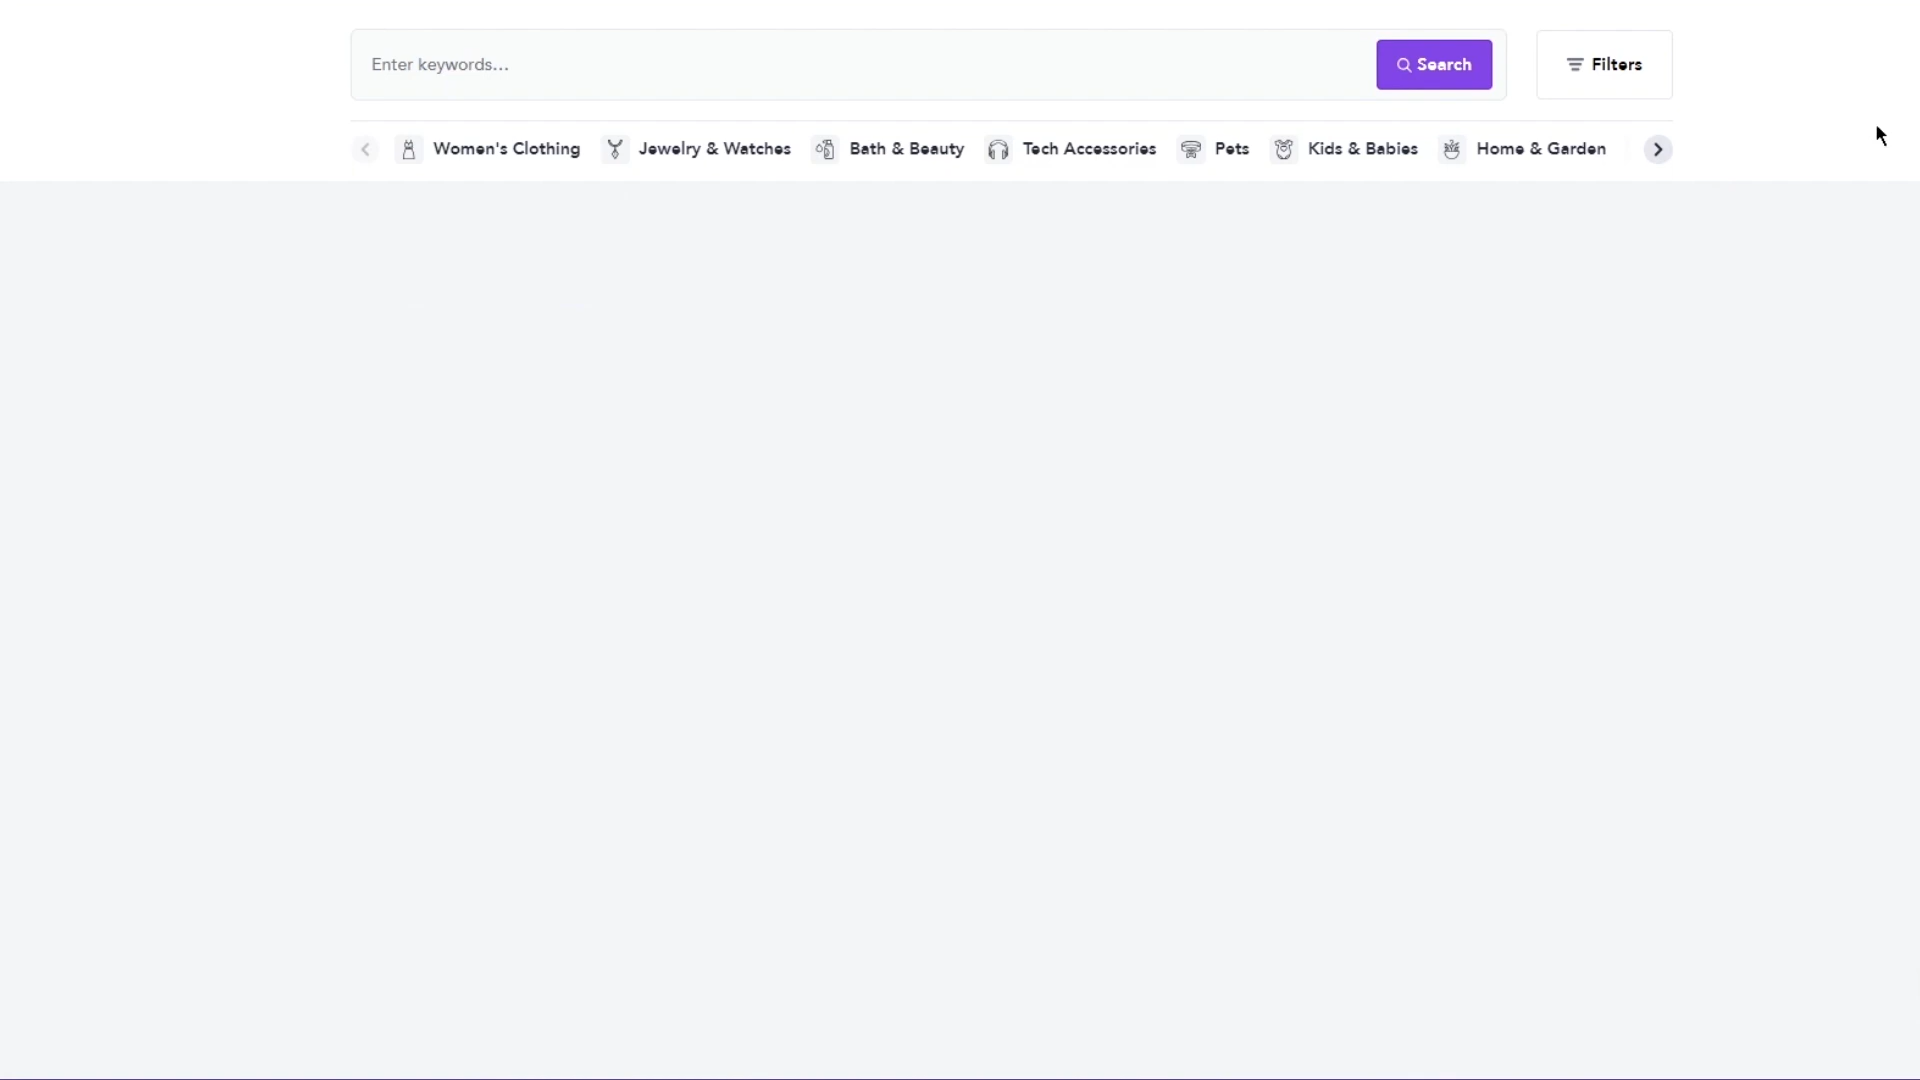 Enter keywords...
Search
Filters
Women's Clothing
Jewelry & Watches
Bath & Beauty
Tech Accessories
Pets
Kids & Babies
Home & Garden